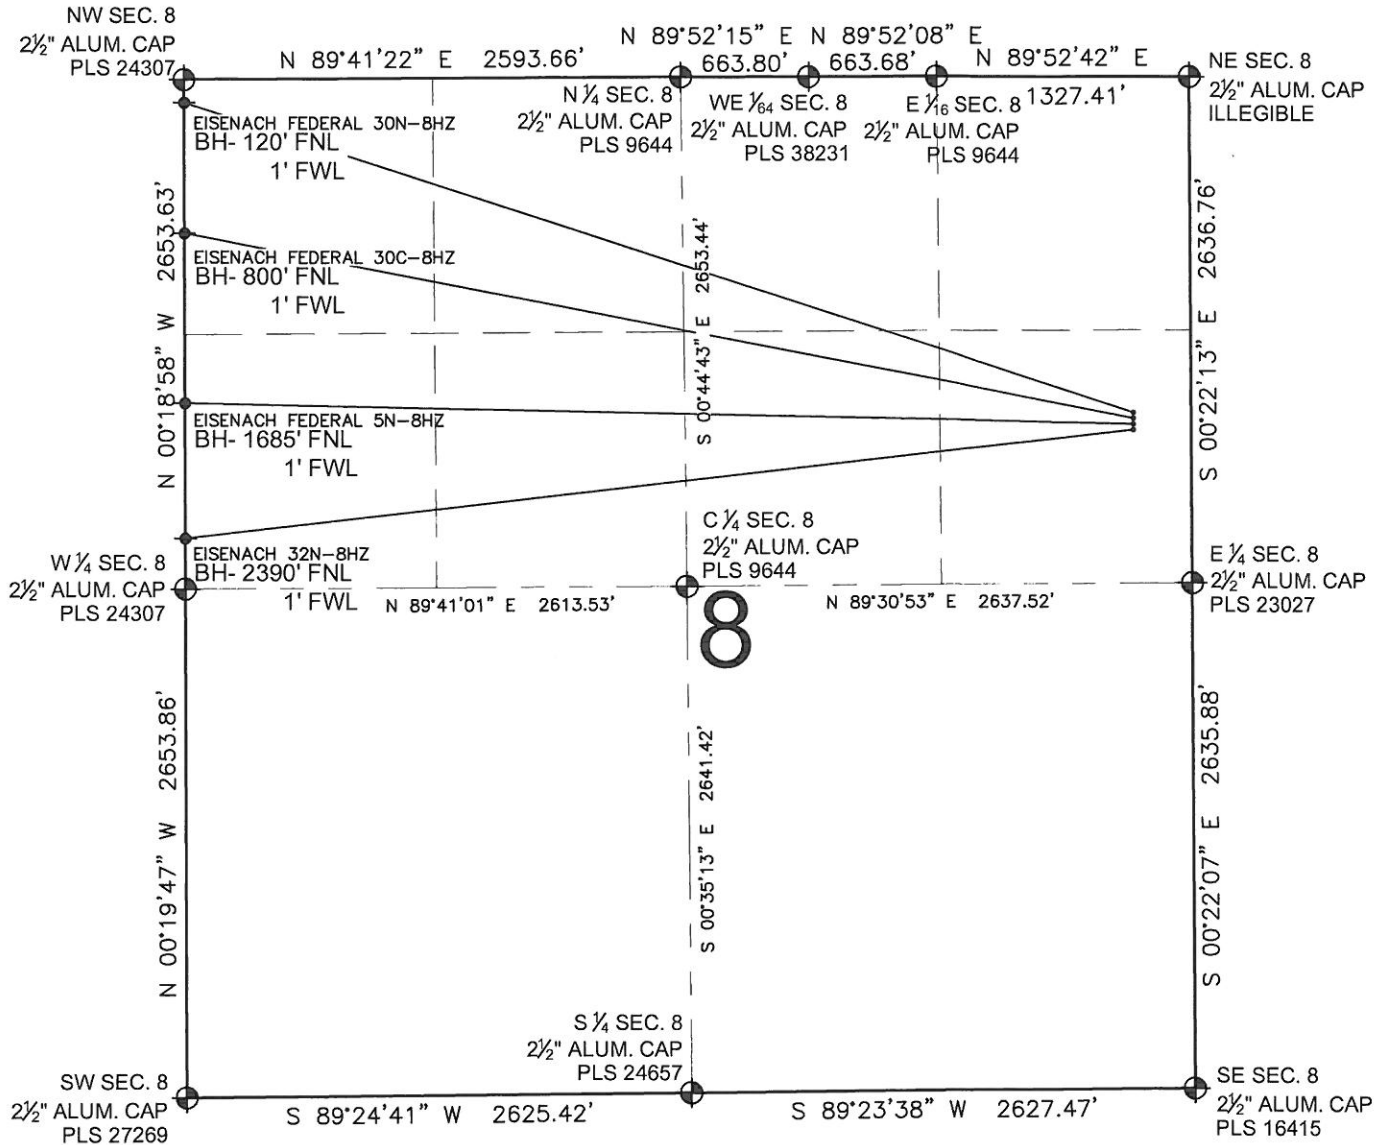 NW SEC. 8
2½" ALUM. CAP
PLS 24307
N 89°41'22" E 2593.66'
N 89°52'15" E
663.80'
N 89°52'08" E
663.68'
N 89°52'42" E
1327.41'
NE SEC. 8
2½" ALUM. CAP
ILLEGIBLE
N ¼ SEC. 8
2½" ALUM. CAP
PLS 9644
WE ¹⁄₆₄ SEC. 8
2½" ALUM. CAP
PLS 38231
E ¹⁄₁₆ SEC. 8
2½" ALUM. CAP
PLS 9644
EISENACH FEDERAL 30N-8HZ
BH- 120' FNL
1' FWL
EISENACH FEDERAL 30C-8HZ
BH- 800' FNL
1' FWL
EISENACH FEDERAL 5N-8HZ
BH- 1685' FNL
1' FWL
EISENACH 32N-8HZ
BH- 2390' FNL
1' FWL
N 00°18'58" W 2653.63'
S 00°44'43" E 2653.44'
S 00°22'13" E 2636.76'
W ¼ SEC. 8
2½" ALUM. CAP
PLS 24307
C ¼ SEC. 8
2½" ALUM. CAP
PLS 9644
E ¼ SEC. 8
2½" ALUM. CAP
PLS 23027
N 89°41'01" E 2613.53'
N 89°30'53" E 2637.52'
8
N 00°19'47" W 2653.86'
S 00°35'13" E 2641.42'
S 00°22'07" E 2635.88'
S ¼ SEC. 8
2½" ALUM. CAP
PLS 24657
SW SEC. 8
2½" ALUM. CAP
PLS 27269
S 89°24'41" W 2625.42'
S 89°23'38" W 2627.47'
SE SEC. 8
2½" ALUM. CAP
PLS 16415